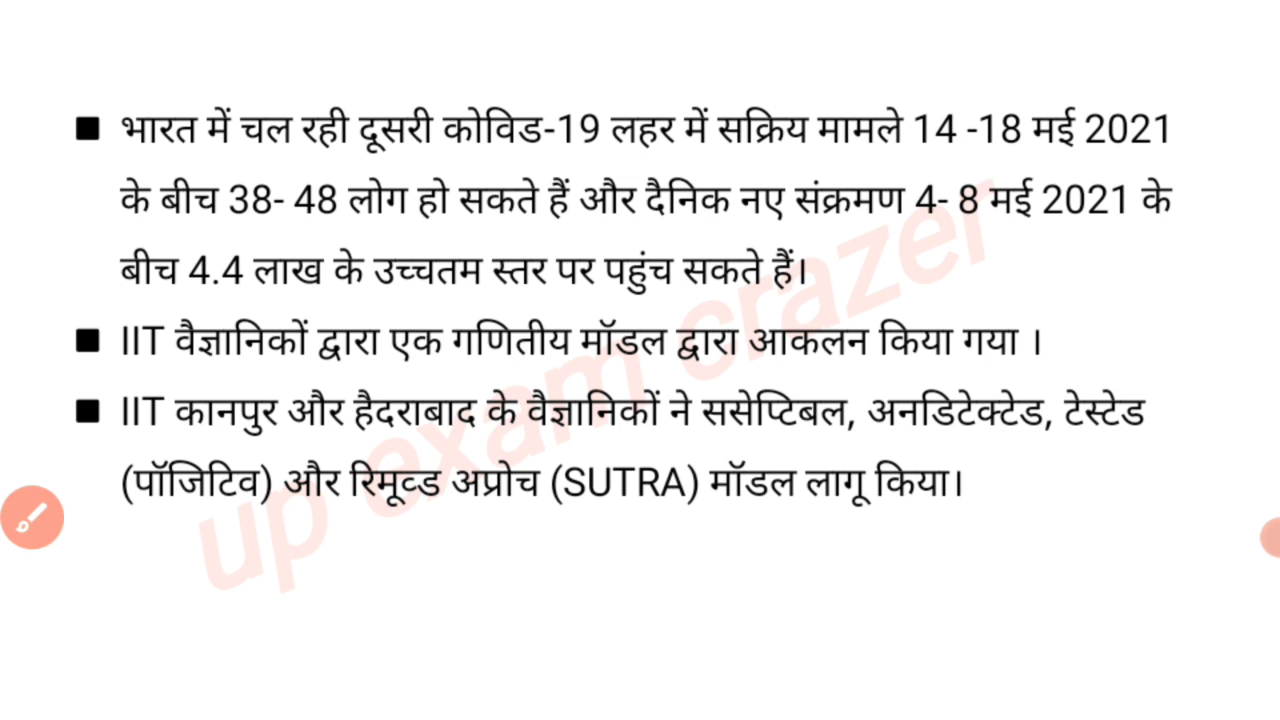 ■ भारत में चल रही दूसरी कोविड-19 लहर में सक्रिय मामले 14 -18 मई 2021
के बीच 38- 48 लोग हो सकते हैं और दैनिक नए संक्रमण 4- 8 मई 2021 के
बीच 4.4 लाख के उच्चतम स्तर पर पहुंच सकते हैं।
■ IIT वैज्ञानिकों द्वारा एक गणितीय मॉडल द्वारा आकलन किया गया ।
■ IIT कानपुर और हैदराबाद के वैज्ञानिकों ने ससेप्टिबल, अनडिटेक्टेड, टेस्टेड
(पॉजिटिव) और रिमूव्ड अप्रोच (SUTRA) मॉडल लागू किया।
up exam crazer